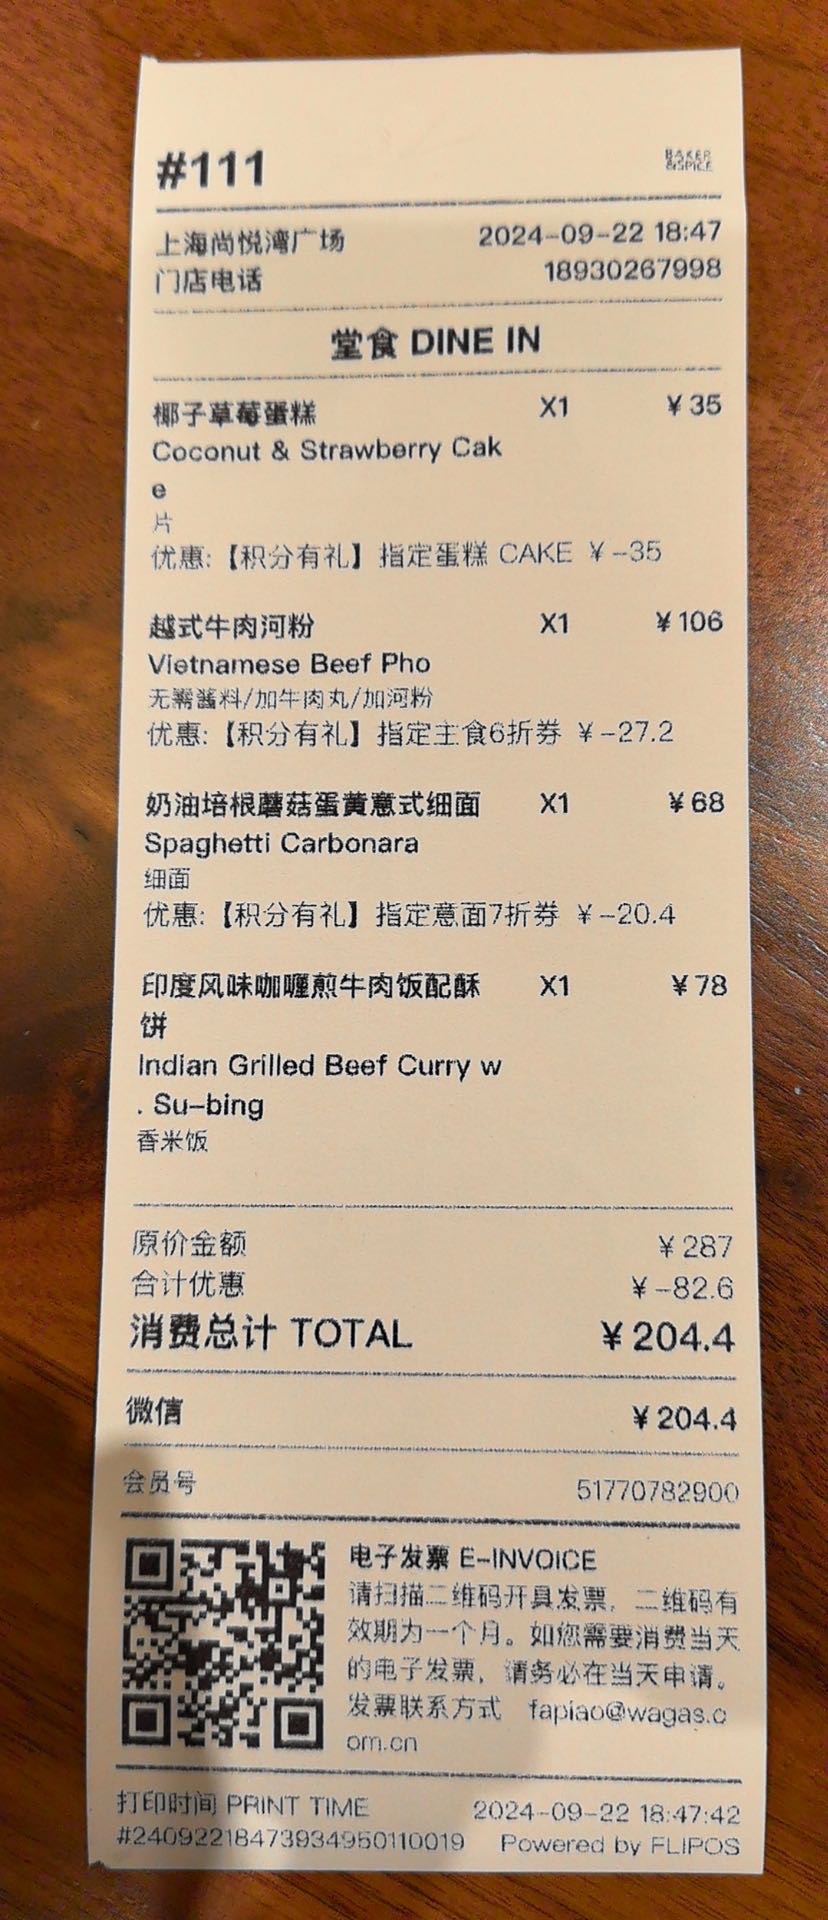 #111
BAKER
&SPICE
上海尚悦湾广场 2024-09-22 18:47
门店电话 18930267998
堂食 DINE IN
椰子草莓蛋糕 X1 ¥35
Coconut & Strawberry Cak
e
片
优惠:【积分有礼】指定蛋糕 CAKE ¥-35
越式牛肉河粉 X1 ¥106
Vietnamese Beef Pho
无需酱料/加牛肉丸/加河粉
优惠:【积分有礼】指定主食6折券 ¥-27.2
奶油培根蘑菇蛋黄意式细面 X1 ¥68
Spaghetti Carbonara
细面
优惠:【积分有礼】指定意面7折券 ¥-20.4
印度风味咖喱煎牛肉饭配酥 X1 ¥78
饼
Indian Grilled Beef Curry w
. Su-bing
香米饭
原价金额 ¥287
合计优惠 ¥-82.6
消费总计 TOTAL ¥204.4
微信 ¥204.4
会员号 51770782900
电子发票 E-INVOICE
请扫描二维码开具发票，二维码有
效期为一个月。如您需要消费当天
的电子发票，请务必在当天申请。
发票联系方式 fapiao@wagas.c
om.cn
打印时间 PRINT TIME 2024-09-22 18:47:42
#24092218473934950110019 Powered by FLIPOS